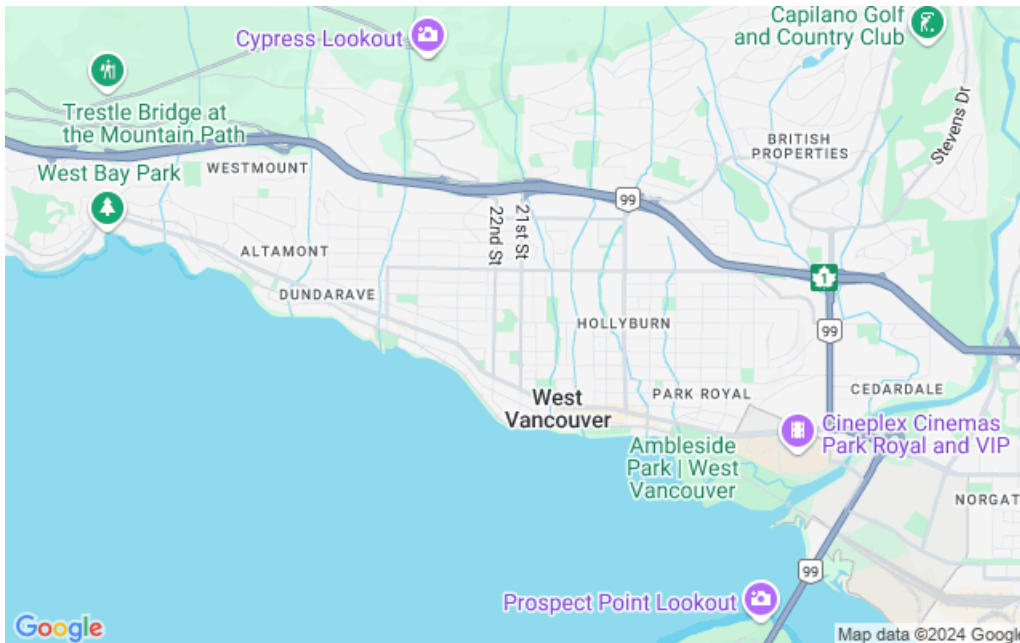 Cypress Lookout
Capilano Golf
and Country Club
Trestle Bridge at
the Mountain Path
West Bay Park
WESTMOUNT
BRITISH
PROPERTIES
Stevens Dr
99
22nd St
21st St
ALTAMONT
DUNDARAVE
1
HOLLYBURN
99
PARK ROYAL
CEDARDALE
West
Vancouver
Cineplex Cinemas
Park Royal and VIP
Ambleside
Park | West
Vancouver
NORGAT
99
Prospect Point Lookout
Google
Map data ©2024 Google